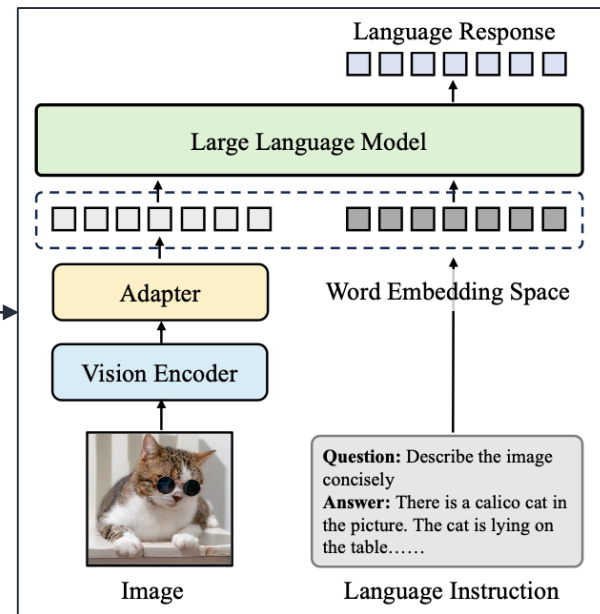 Language Response
Large Language Model
Adapter
Word Embedding Space
Vision Encoder
Question: Describe the image
concisely
Answer: There is a calico cat in
the picture. The cat is lying on
the table……
Image
Language Instruction